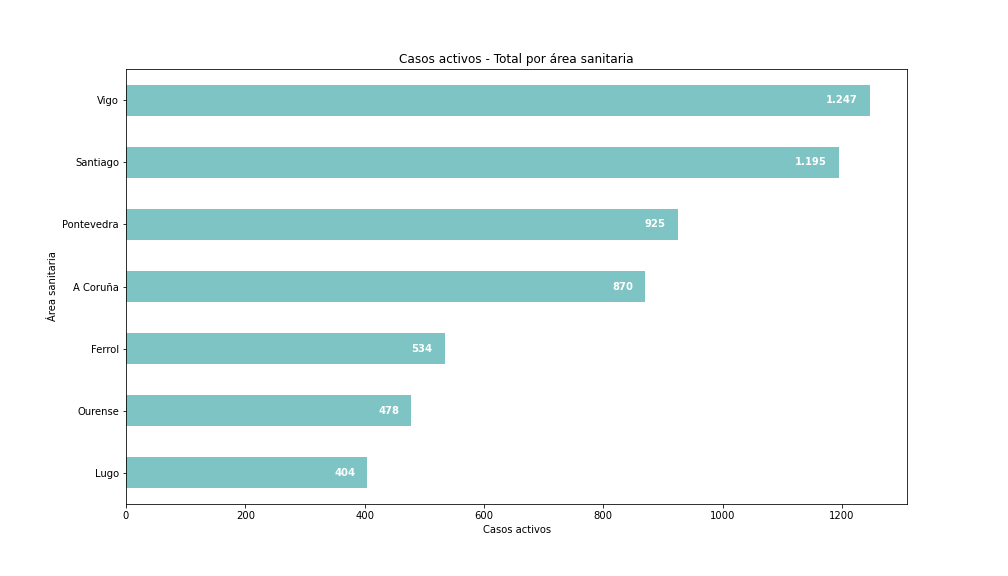 Casos activos - Total por área sanitaria
Área sanitaria
Vigo 1.247
Santiago 1.195
Pontevedra 925
A Coruña 870
Ferrol 534
Ourense 478
Lugo 404
0 200 400 600 800 1000 1200
Casos activos